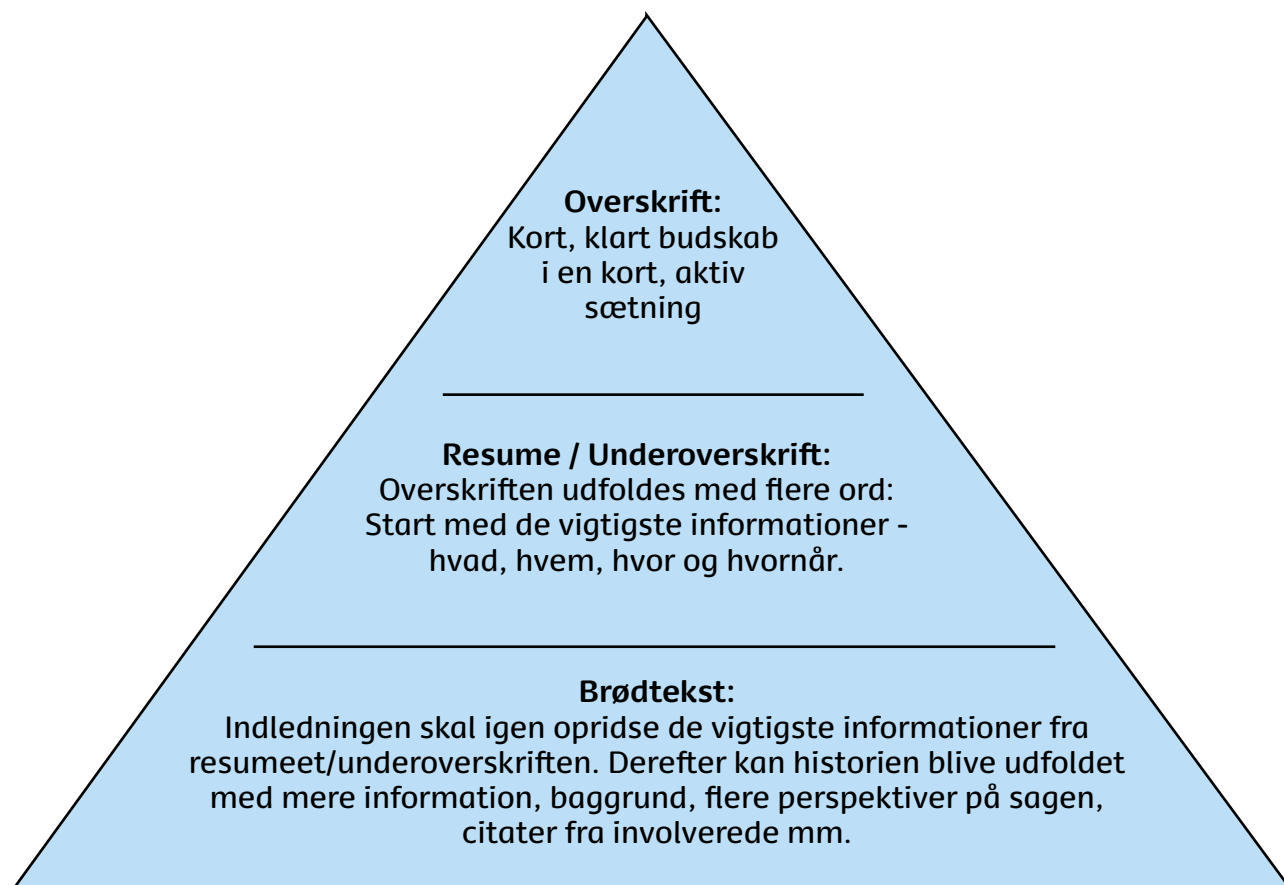 Overskrift:
Kort, klart budskab
i en kort, aktiv
sætning
Resume / Underoverskrift:
Overskriften udfoldes med flere ord:
Start med de vigtigste informationer -
hvad, hvem, hvor og hvornår.
Brødtekst:
Indledningen skal igen opridse de vigtigste informationer fra
resumeet/underoverskriften. Derefter kan historien blive udfoldet
med mere information, baggrund, flere perspektiver på sagen,
citater fra involverede mm.